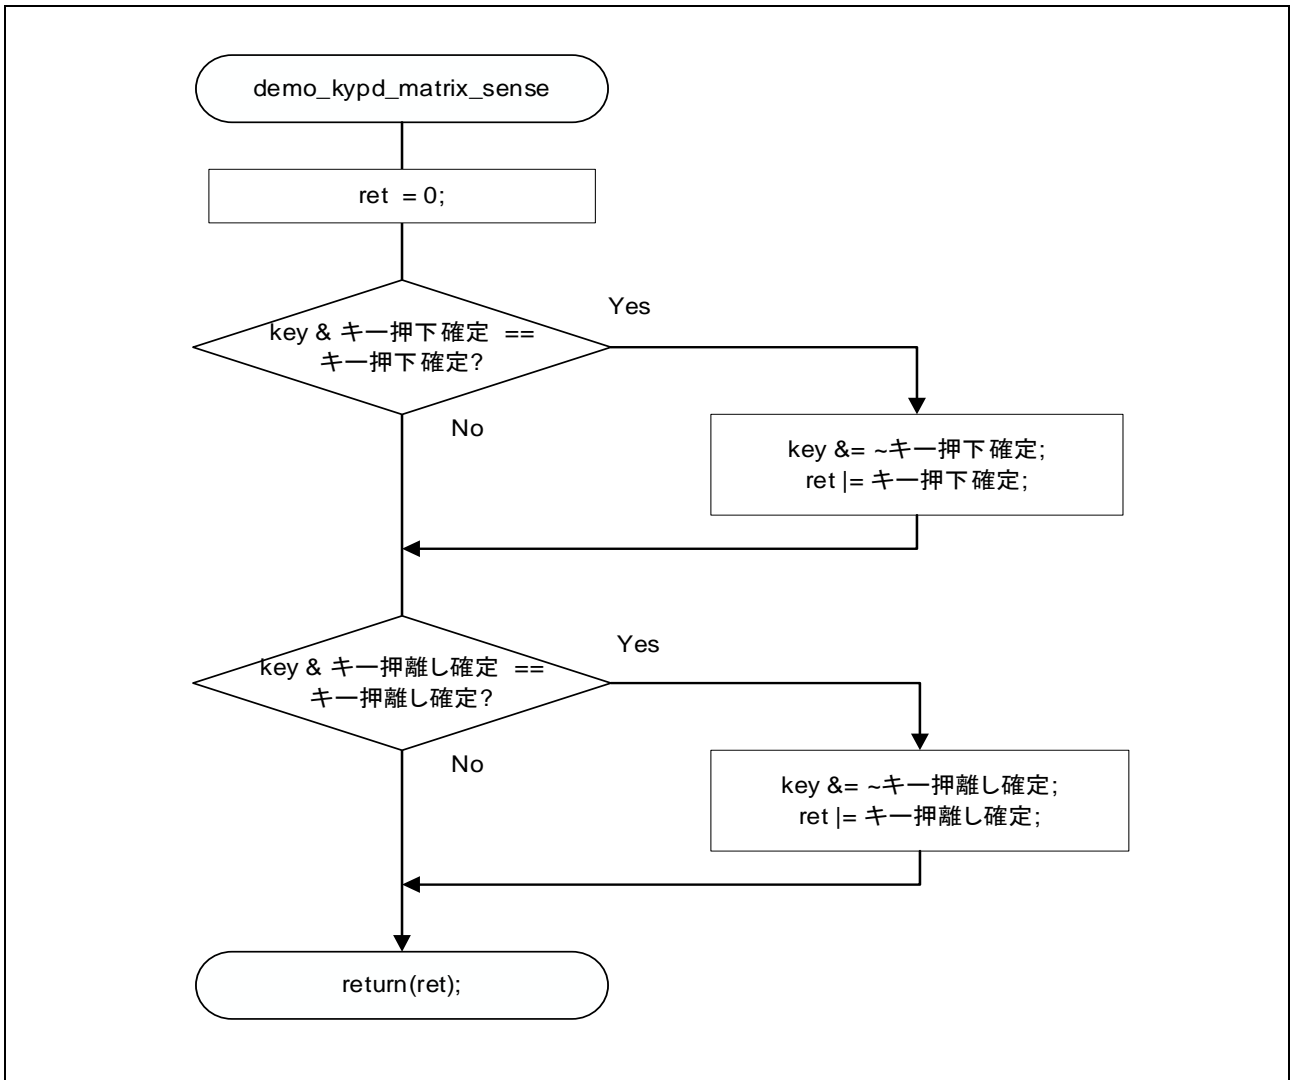 demo_kypd_matrix_sense
ret = 0;
key & キー押下確定 ==
キー押下確定?
Yes
No
key &= ~キー押下確定;
ret |= キー押下確定;
key & キー押離し確定 ==
キー押離し確定?
Yes
No
key &= ~キー押離し確定;
ret |= キー押離し確定;
return(ret);